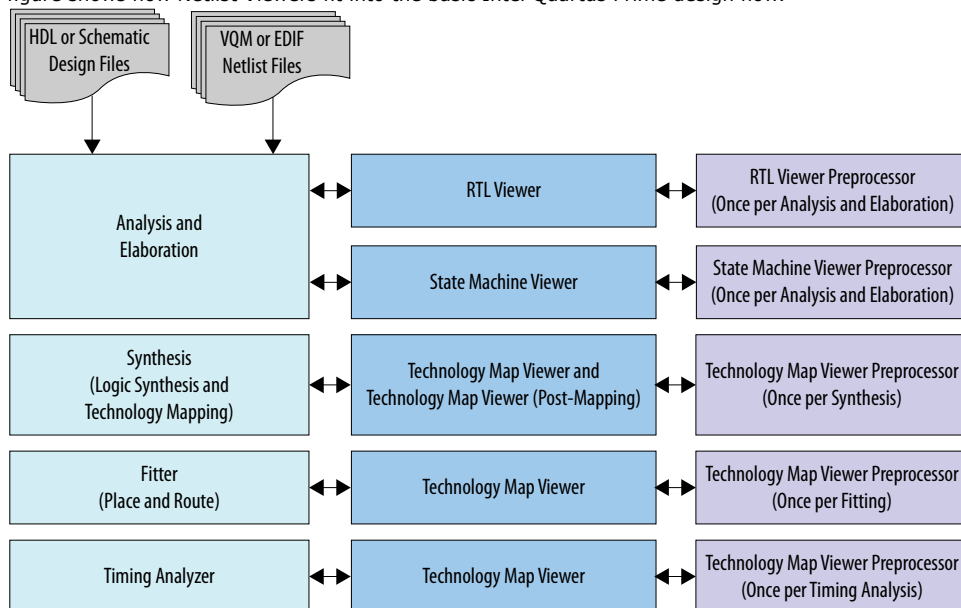 figure shows how Netlist Viewers fit into the basic Intel Quartus Prime design flow.
HDL or Schematic
Design Files
VQM or EDIF
Netlist Files
Analysis and
Elaboration
RTL Viewer
RTL Viewer Preprocessor
(Once per Analysis and Elaboration)
State Machine Viewer
State Machine Viewer Preprocessor
(Once per Analysis and Elaboration)
Synthesis
(Logic Synthesis and
Technology Mapping)
Technology Map Viewer and
Technology Map Viewer (Post-Mapping)
Technology Map Viewer Preprocessor
(Once per Synthesis)
Fitter
(Place and Route)
Technology Map Viewer
Technology Map Viewer Preprocessor
(Once per Fitting)
Timing Analyzer
Technology Map Viewer
Technology Map Viewer Preprocessor
(Once per Timing Analysis)